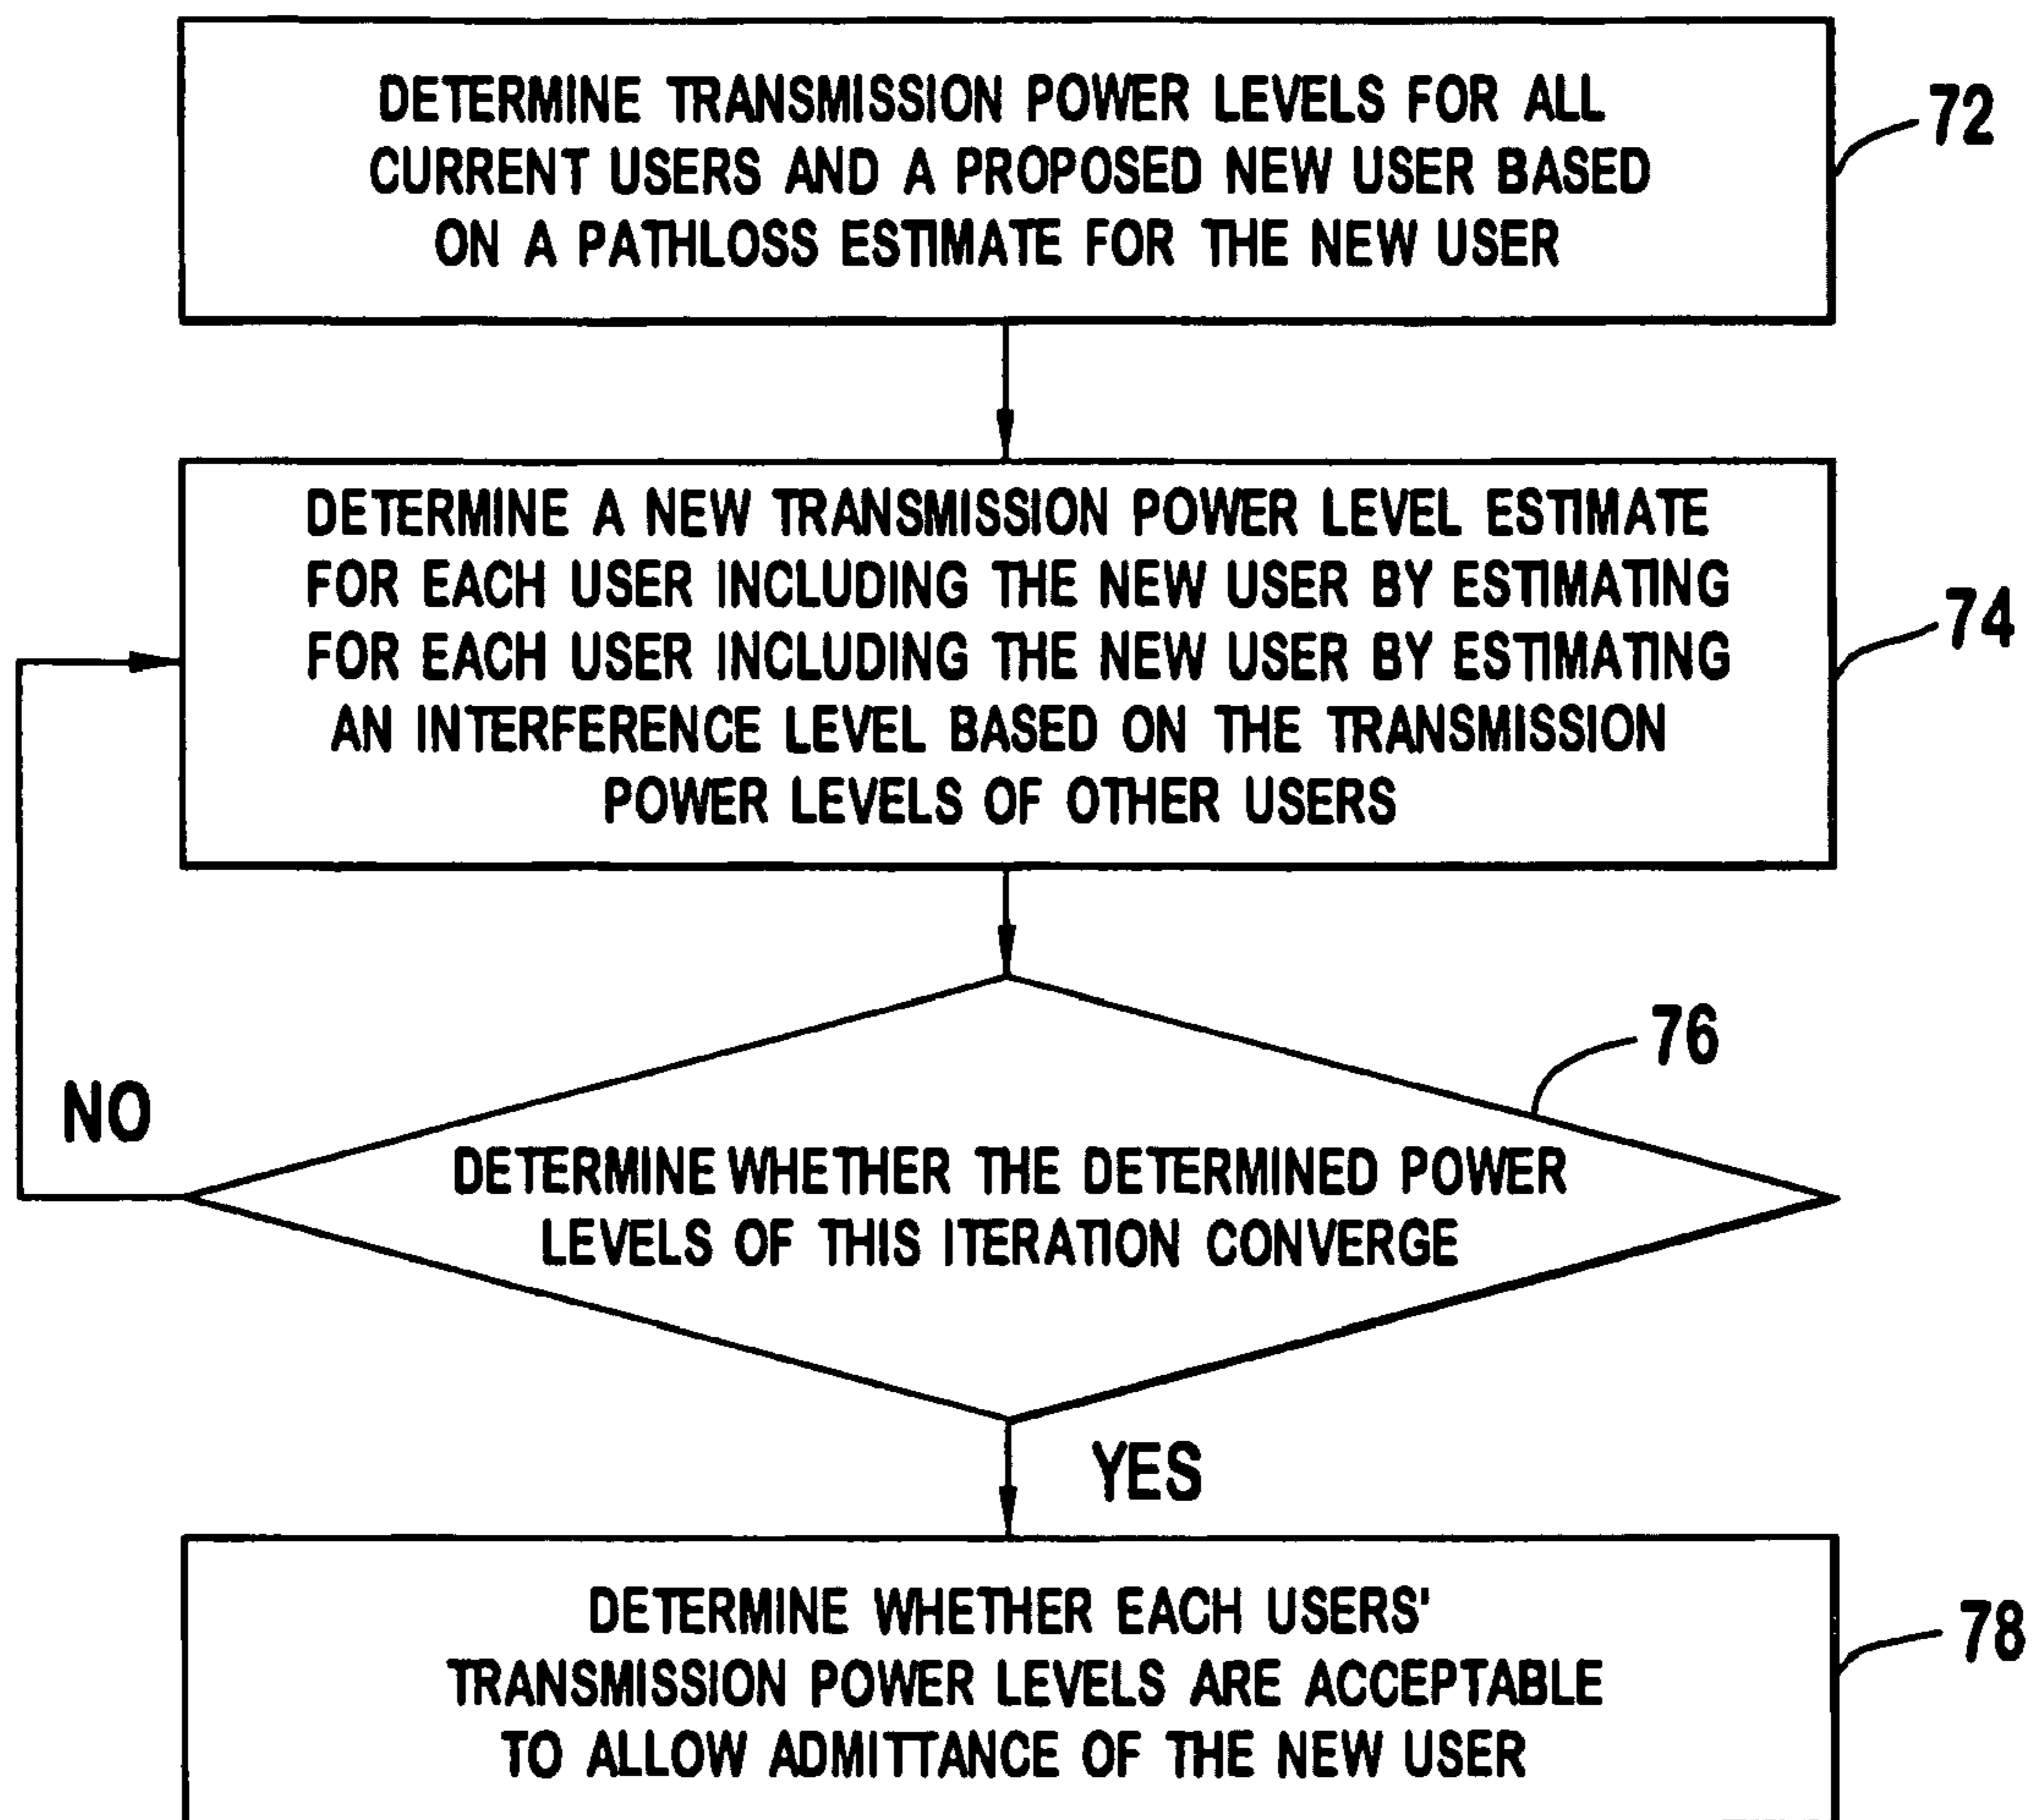 DETERMINE TRANSMISSION POWER LEVELS FOR ALL
CURRENT USERS AND A PROPOSED NEW USER BASED
ON A PATHLOSS ESTIMATE FOR THE NEW USER
72
DETERMINE A NEW TRANSMISSION POWER LEVEL ESTIMATE
FOR EACH USER INCLUDING THE NEW USER BY ESTIMATING
FOR EACH USER INCLUDING THE NEW USER BY ESTIMATING
AN INTERFERENCE LEVEL BASED ON THE TRANSMISSION
POWER LEVELS OF OTHER USERS
74
76
NO
DETERMINE WHETHER THE DETERMINED POWER
LEVELS OF THIS ITERATION CONVERGE
YES
DETERMINE WHETHER EACH USERS'
TRANSMISSION POWER LEVELS ARE ACCEPTABLE
TO ALLOW ADMITTANCE OF THE NEW USER
78